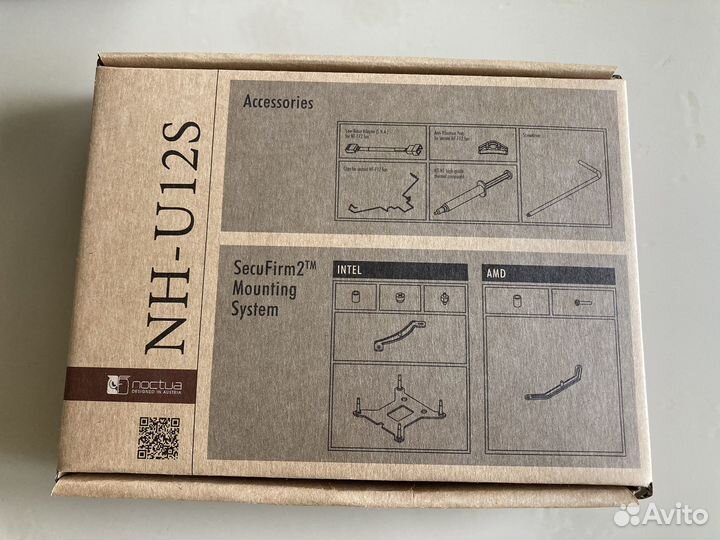 NH-U12S
noctua
DESIGNED IN AUSTRIA
Accessories
Low-Noise Adaptor (L.N.A.)
for NF-F12 fan
Anti-Vibration Pads
for second NF-F12 fan
Screwdriver
Clips for second NF-F12 fan
NT-H1 high-grade
thermal compound
SecuFirm2™
Mounting
System
INTEL
AMD
Avito